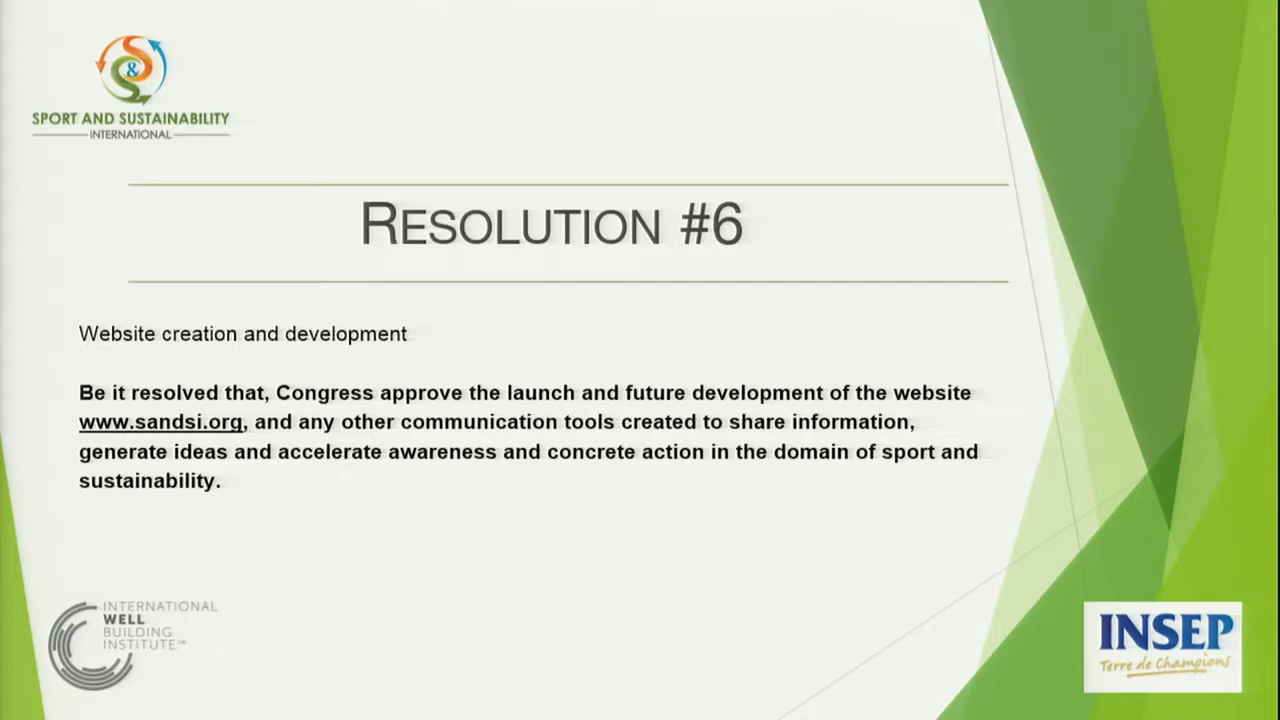 S & S
SPORT AND SUSTAINABILITY
INTERNATIONAL
RESOLUTION #6
Website creation and development
Be it resolved that, Congress approve the launch and future development of the website
www.sandsi.org, and any other communication tools created to share information,
generate ideas and accelerate awareness and concrete action in the domain of sport and
sustainability.
INTERNATIONAL
WELL
BUILDING
INSTITUTE™
INSEP
Terre de Champions